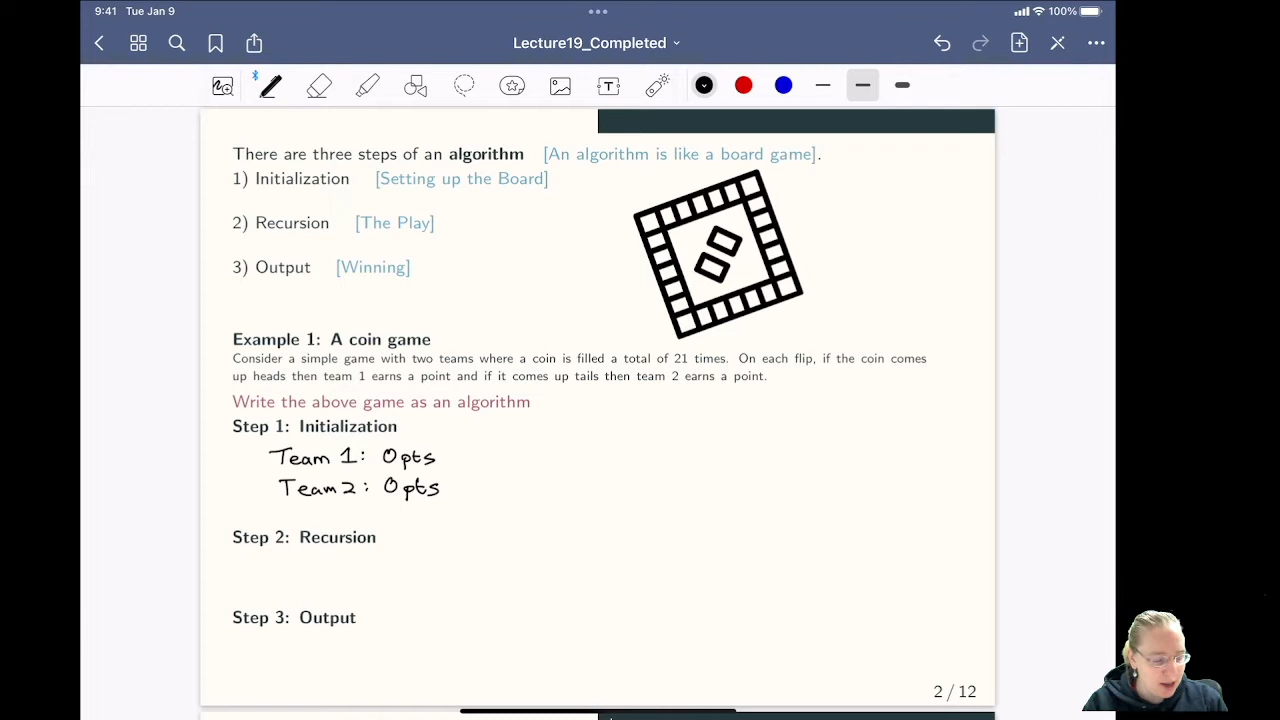 9:41 Tue Jan 9
100%
Lecture19_Completed
T
There are three steps of an algorithm [An algorithm is like a board game].
1) Initialization [Setting up the Board]
2) Recursion [The Play]
3) Output [Winning]
Example 1: A coin game
Consider a simple game with two teams where a coin is filled a total of 21 times. On each flip, if the coin comes
up heads then team 1 earns a point and if it comes up tails then team 2 earns a point.
Write the above game as an algorithm
Step 1: Initialization
Team 1: 0 pts
Team 2: 0 pts
Step 2: Recursion
Step 3: Output
2 / 12